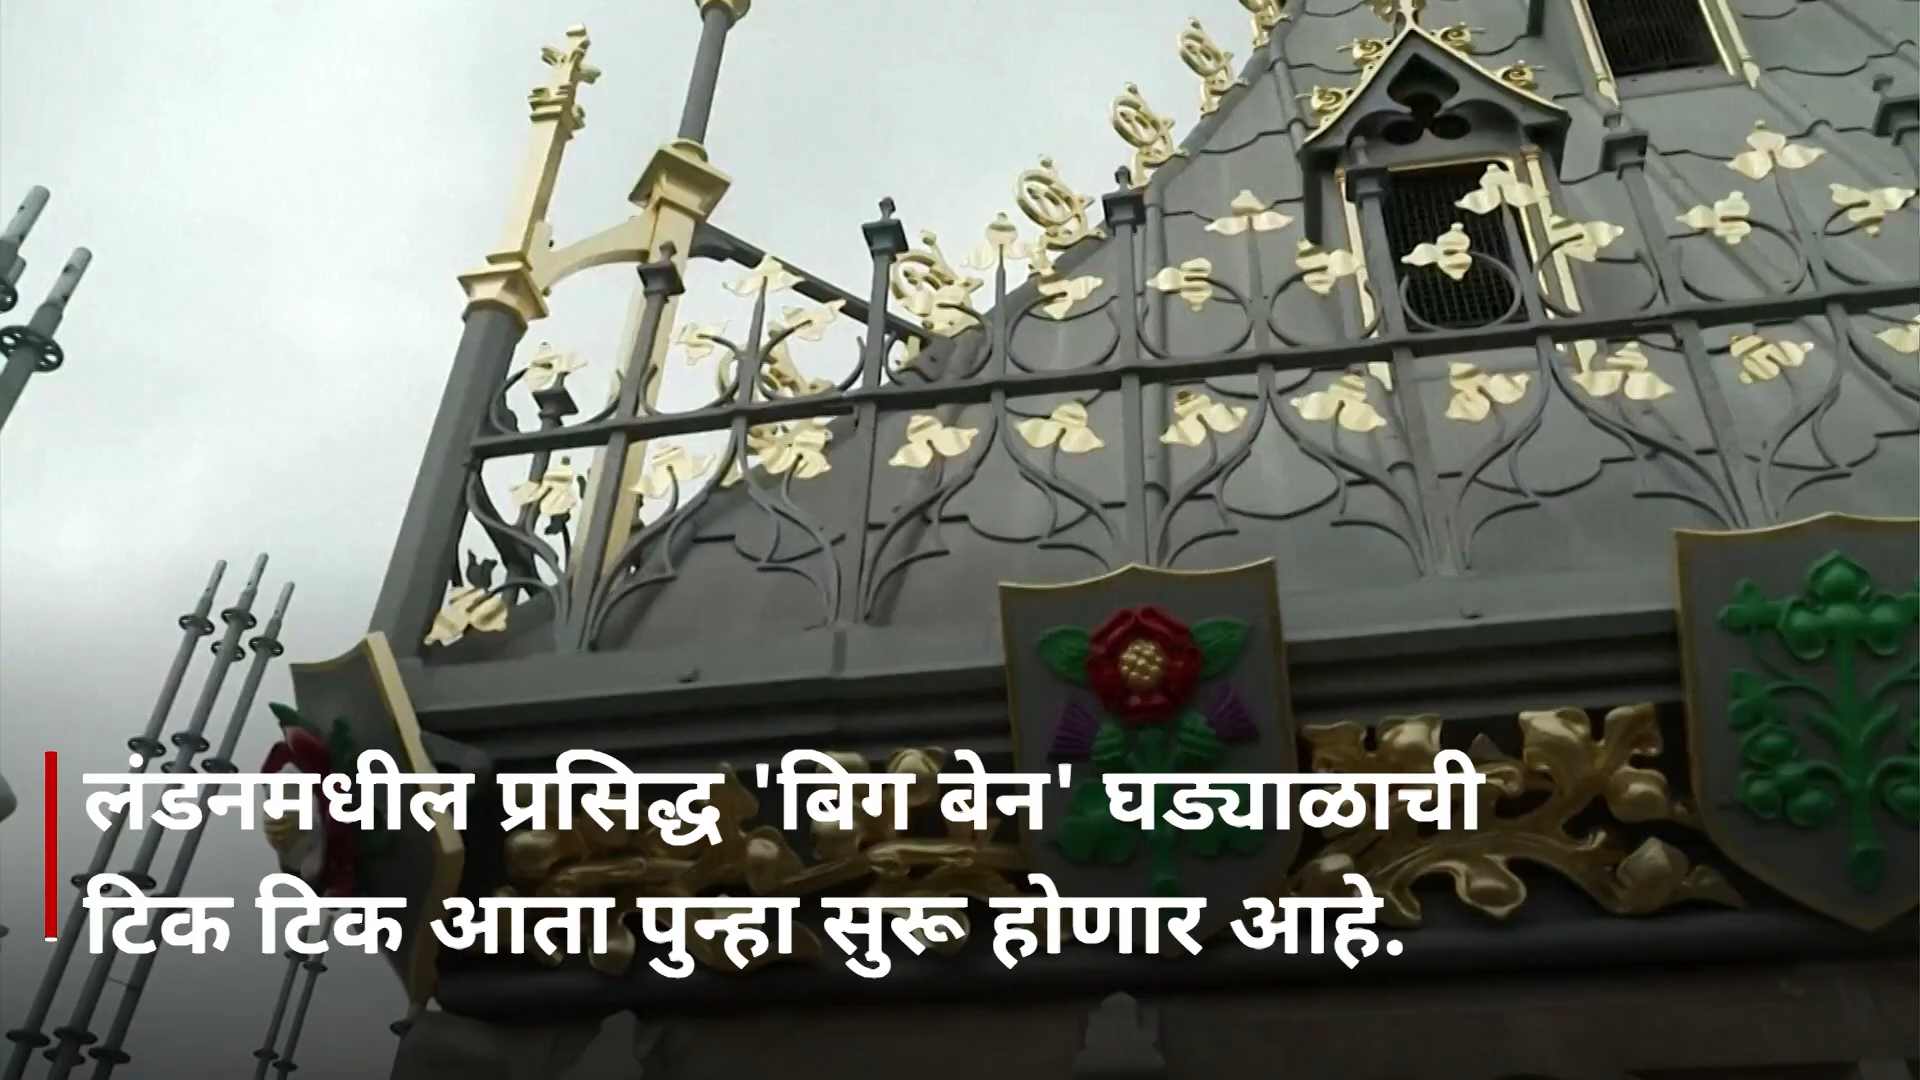 लंडनमधील प्रसिद्ध 'बिग बेन' घड्याळाची
टिक टिक आता पुन्हा सुरू होणार आहे.